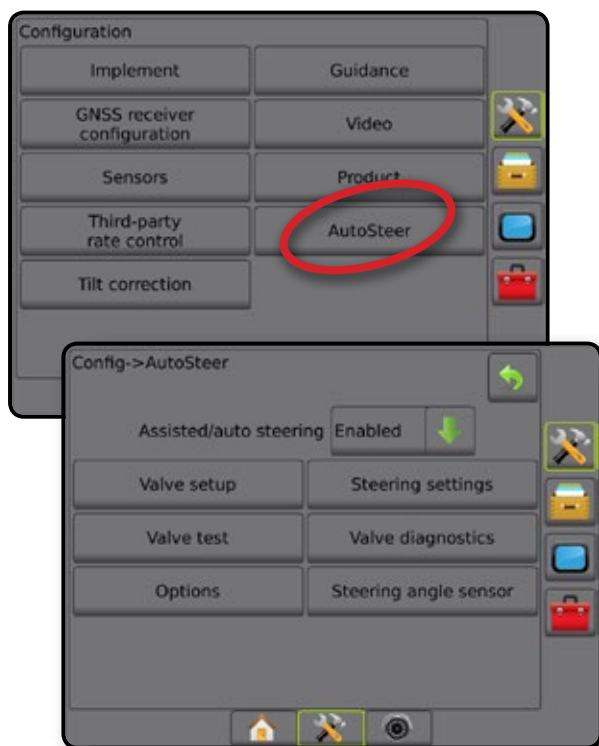 Configuration
Implement
Guidance
GNSS receiver
configuration
Video
Sensors
Product
Third-party
rate control
AutoSteer
Tilt correction
Config->AutoSteer
Assisted/auto steering Enabled
Valve setup
Steering settings
Valve test
Valve diagnostics
Options
Steering angle sensor